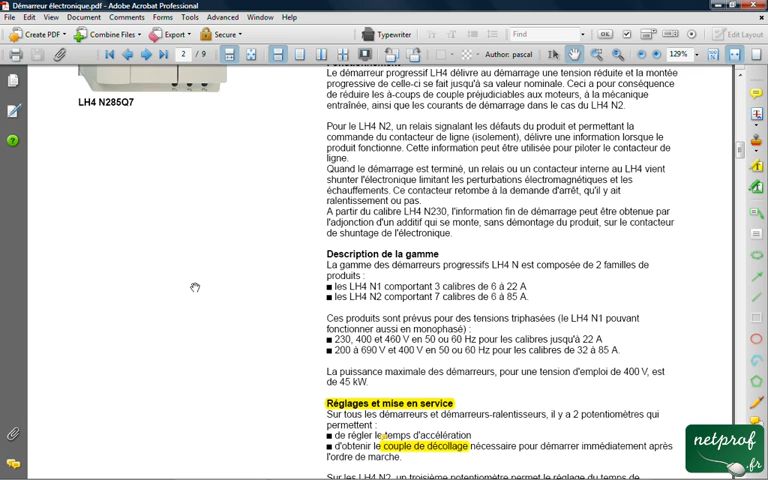 Démarreur électronique.pdf - Adobe Acrobat Professional
File Edit View Document Comments Forms Tools Advanced Window Help
Create PDF Combine Files Export Secure Typewriter Find Edit Layout
2 / 9 Author: pascal 129%
LH4 N285Q7
Le démarreur progressif LH4 délivre au démarrage une tension réduite et la montée
progressive de celle-ci se fait jusqu'à sa valeur nominale. Ceci a pour conséquence
de réduire les à-coups de couple préjudiciables aux moteurs, à la mécanique
entraînée, ainsi que les courants de démarrage dans le cas du LH4 N2.
Pour le LH4 N2, un relais signalant les défauts du produit et permettant la
commande du contacteur de ligne (isolement), délivre une information lorsque le
produit fonctionne. Cette information peut être utilisée pour piloter le contacteur de
ligne.
Quand le démarrage est terminé, un relais ou un contacteur interne au LH4 vient
shunter l'électronique limitant les perturbations électromagnétiques et les
échauffements. Ce contacteur retombe à la demande d'arrêt, qu'il y ait
ralentissement ou pas.
A partir du calibre LH4 N230, l'information fin de démarrage peut être obtenue par
l'adjonction d'un additif qui se monte, sans démontage du produit, sur le contacteur
de shuntage de l'électronique.
Description de la gamme
La gamme des démarreurs progressifs LH4 N est composée de 2 familles de
produits :
■ les LH4 N1 comportant 3 calibres de 6 à 22 A
■ les LH4 N2 comportant 7 calibres de 6 à 85 A.
Ces produits sont prévus pour des tensions triphasées (le LH4 N1 pouvant
fonctionner aussi en monophasé) :
■ 230, 400 et 460 V en 50 ou 60 Hz pour les calibres jusqu'à 22 A
■ 200 à 690 V et 400 V en 50 ou 60 Hz pour les calibres de 32 à 85 A.
La puissance maximale des démarreurs, pour une tension d'emploi de 400 V, est
de 45 kW.
Réglages et mise en service
Sur tous les démarreurs et démarreurs-ralentisseurs, il y a 2 potentiomètres qui
permettent :
■ de régler le temps d'accélération
■ d'obtenir le couple de décollage nécessaire pour démarrer immédiatement après
l'ordre de marche.
Sur les LH4 N2, un troisième potentiomètre permet le réglage du temps de
netprof
.fr